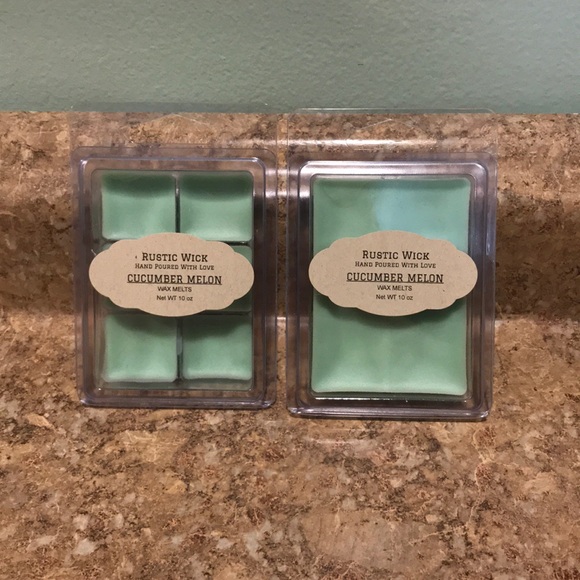 Rustic Wick
Hand Poured With Love
CUCUMBER MELON
WAX MELTS
Net WT 10 oz
Rustic Wick
Hand Poured With Love
CUCUMBER MELON
WAX MELTS
Net WT 10 oz